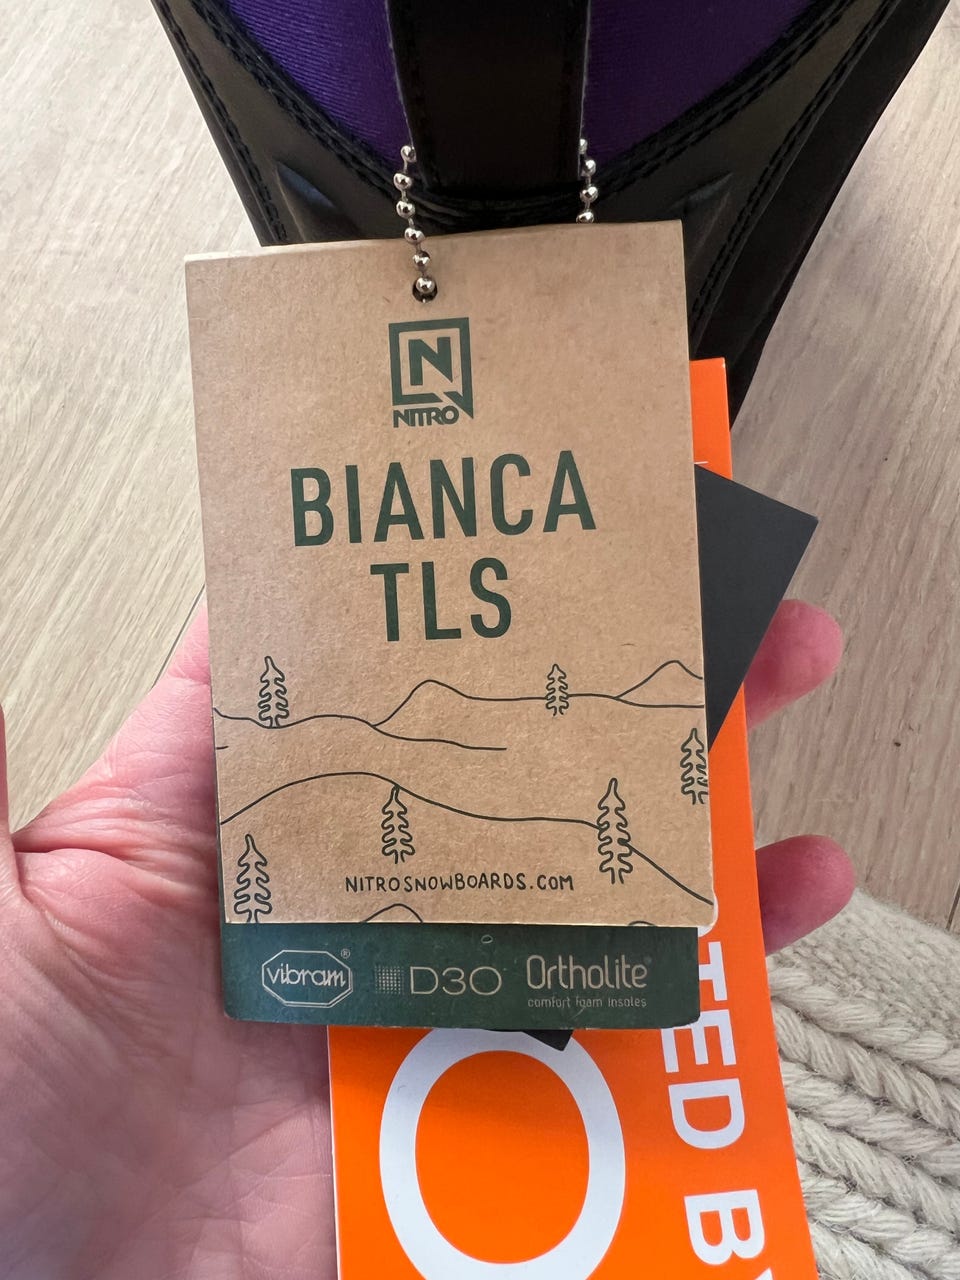 N
NITRO
BIANCA
TLS
NITROSNOWBOARDS.COM
vibram®
D3O
Ortholite®
comfort foam insoles
O
TED B